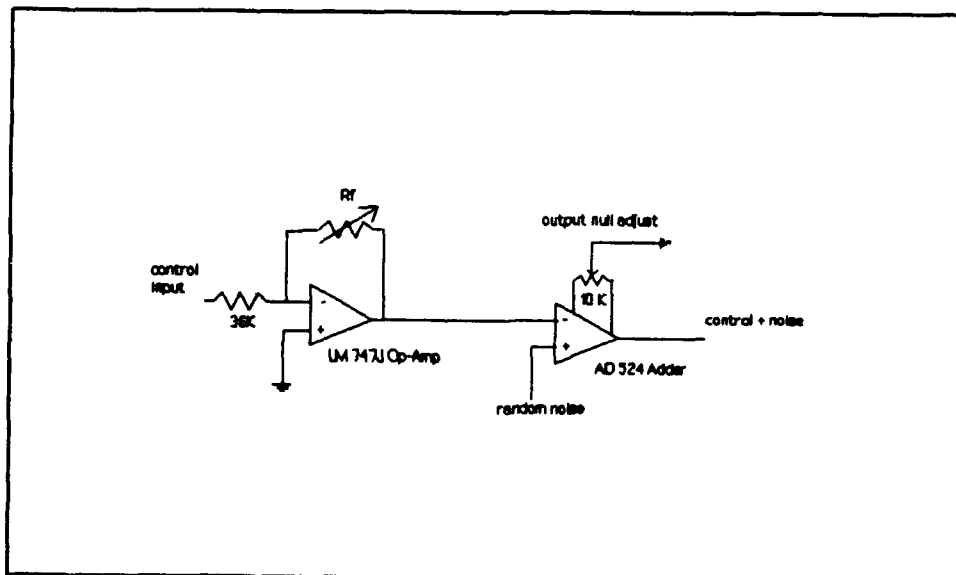 Rf
output null adjust
control
input
36K
-
+
LM 747J Op-Amp
10 K
-
+
AD 524 Adder
control + noise
random noise